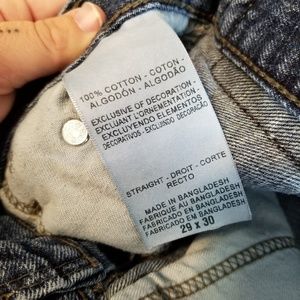 100% COTTON - COTON -
ALGODÓN - ALGODÃO
EXCLUSIVE OF DECORATION
EXCLUANT L'ORNEMENTATION -
EXCLUYENDO ELEMENTOS
DECORATIVOS - EXCLUINDO DECORAÇÃO
STRAIGHT - DROIT - CORTE
RECTO
MADE IN BANGLADESH
FABRIQUE AU BANGLADESH
FABRICADO EN BANGLADESH
FABRICADO EM BANGLADESH
29 x 30